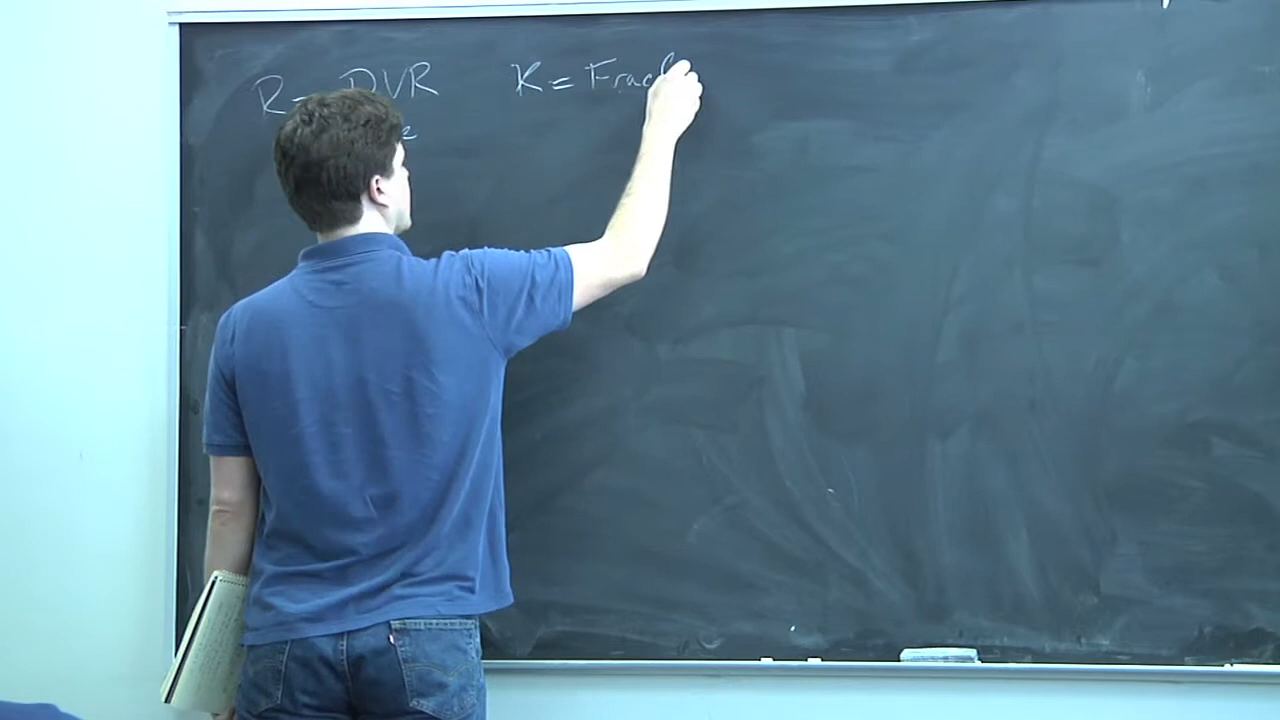 R = DVR K = Frac